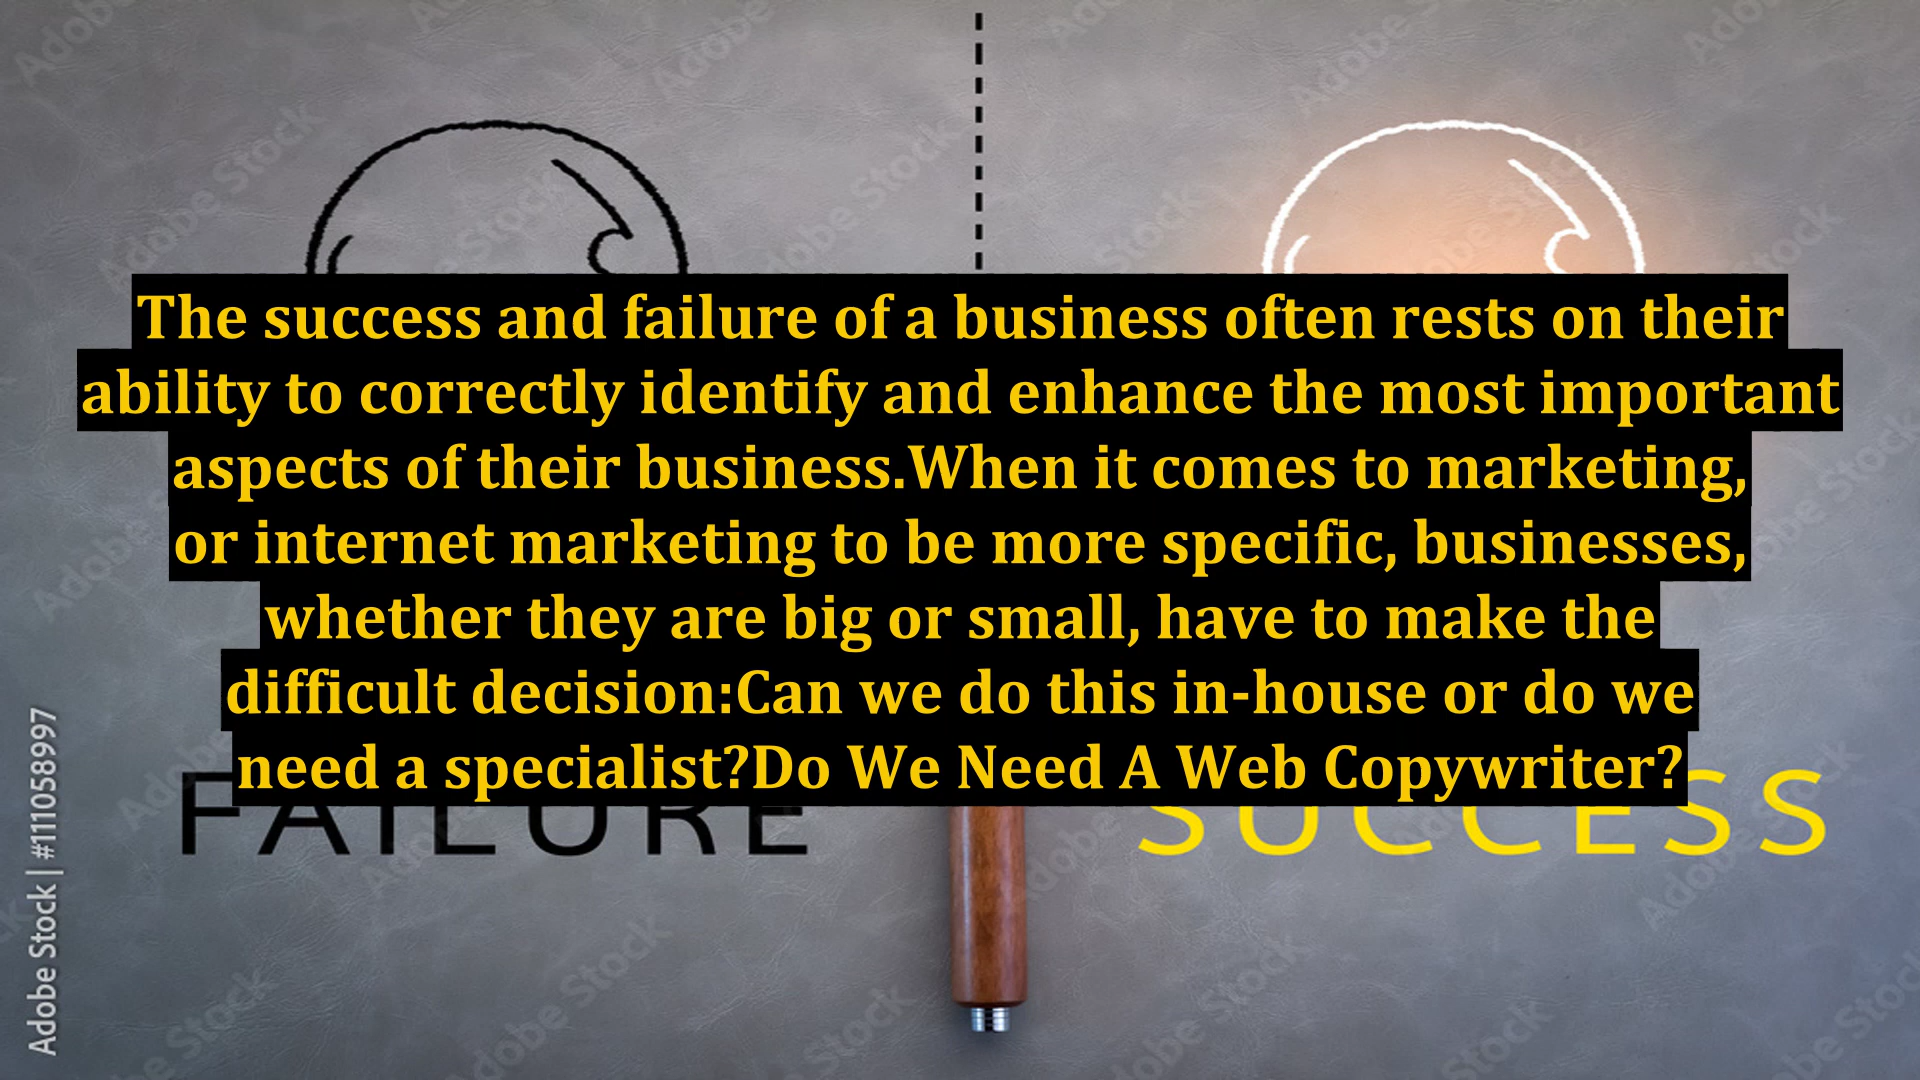 The success and failure of a business often rests on their
ability to correctly identify and enhance the most important
aspects of their business.When it comes to marketing,
or internet marketing to be more specific, businesses,
whether they are big or small, have to make the
difficult decision:Can we do this in-house or do we
need a specialist?Do We Need A Web Copywriter?
FAILURE
SUCCESS
Adobe Stock | #111058997